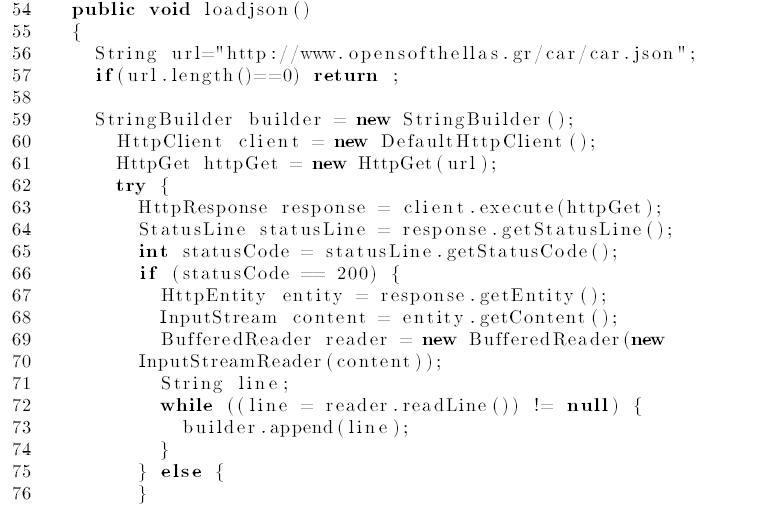 54 public void loadjson()
55 {
56 String url="http://www.opensofthellas.gr/car/car.json";
57 if(url.length()==0) return ;
58
59 StringBuilder builder = new StringBuilder();
60 HttpClient client = new DefaultHttpClient();
61 HttpGet httpGet = new HttpGet(url);
62 try {
63 HttpResponse response = client.execute(httpGet);
64 StatusLine statusLine = response.getStatusLine();
65 int statusCode = statusLine.getStatusCode();
66 if (statusCode == 200) {
67 HttpEntity entity = response.getEntity();
68 InputStream content = entity.getContent();
69 BufferedReader reader = new BufferedReader(new
70 InputStreamReader(content));
71 String line;
72 while ((line = reader.readLine()) != null) {
73 builder.append(line);
74 }
75 } else {
76 }